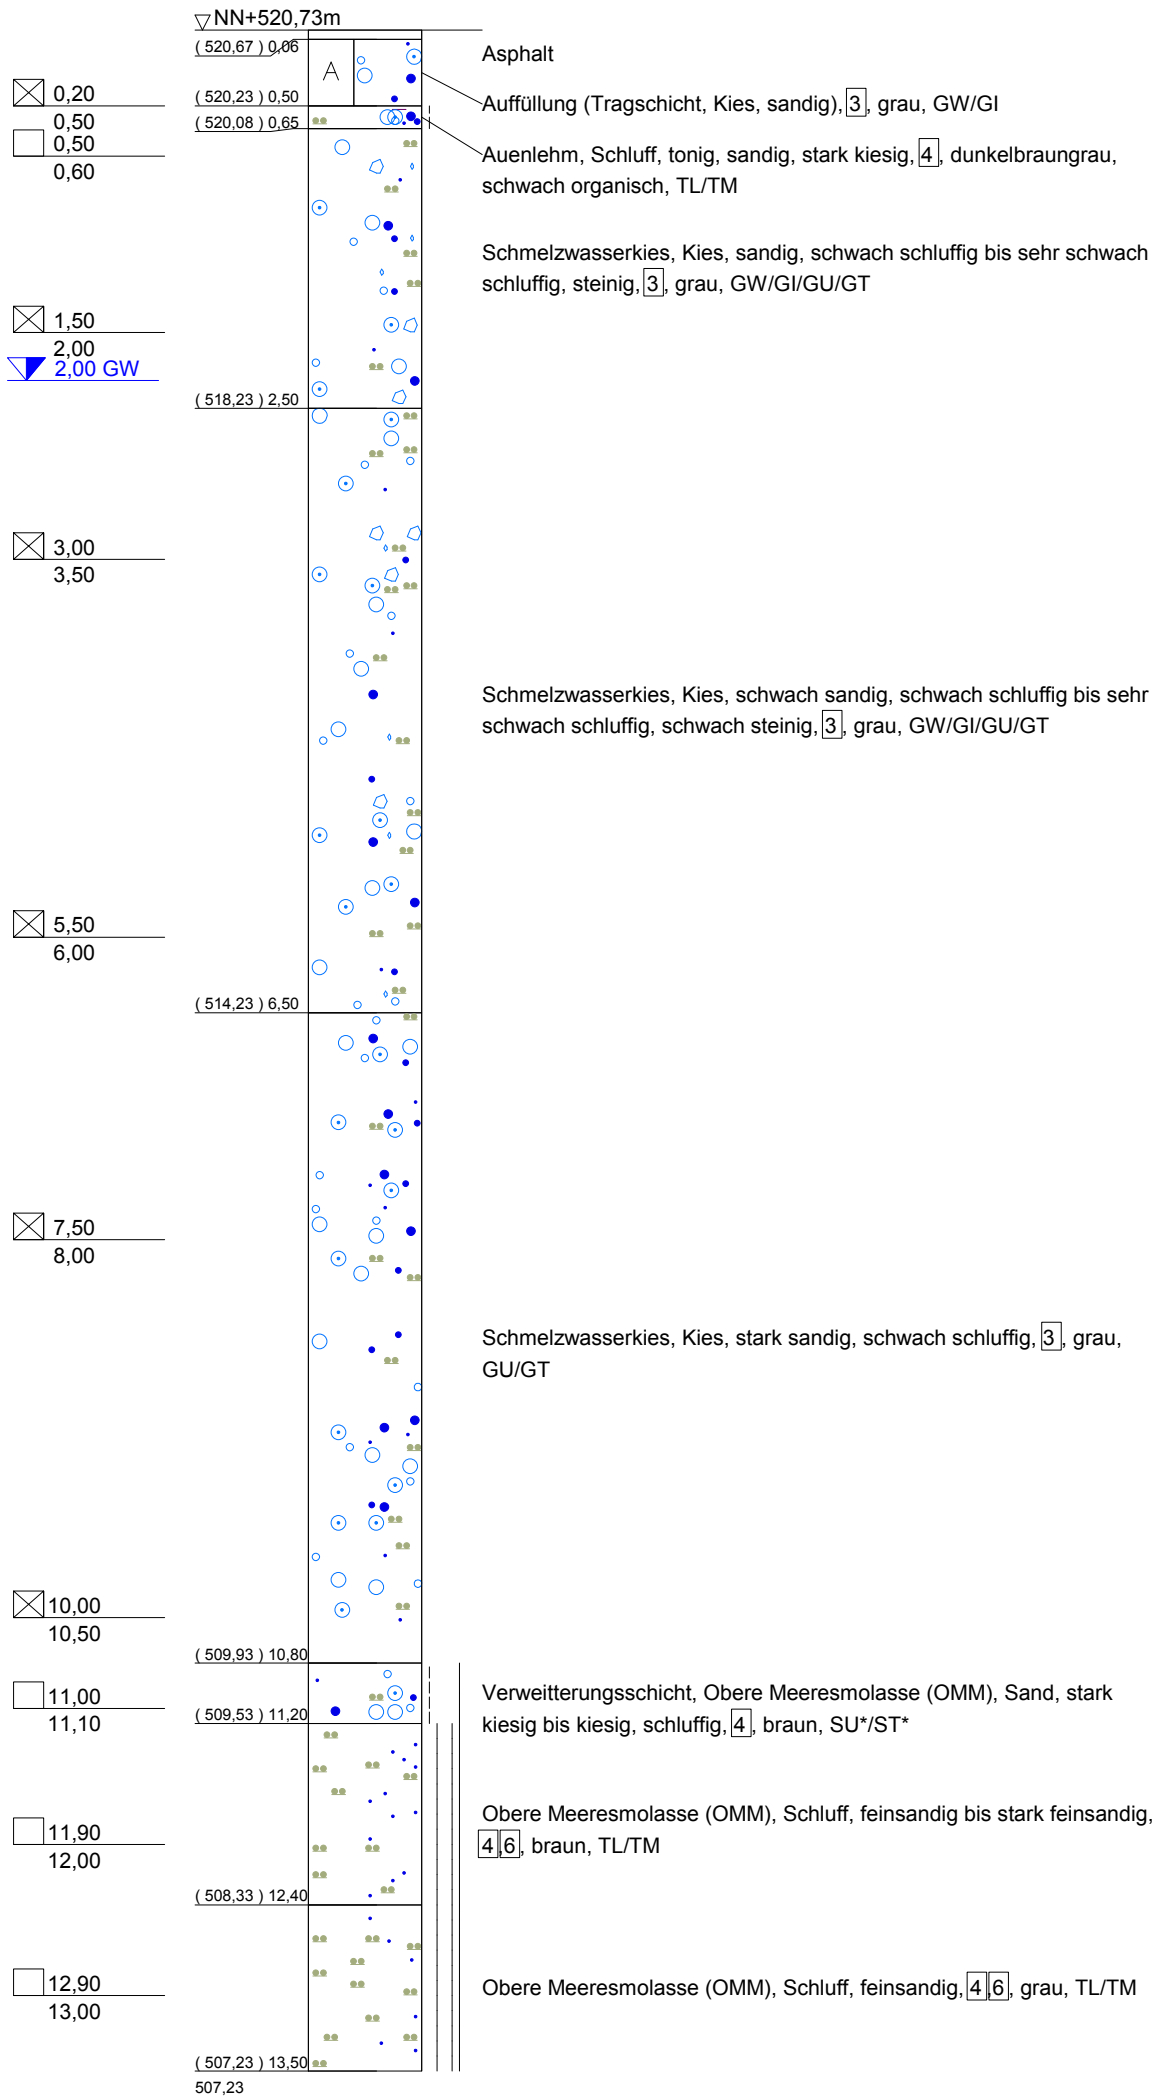 NN+520,73m
( 520,67 ) 0,06
Asphalt
A
0,20
( 520,23 ) 0,50
Auffüllung (Tragschicht, Kies, sandig), 3, grau, GW/GI
0,50
( 520,08 ) 0,65
0,50
0,60
Auenlehm, Schluff, tonig, sandig, stark kiesig, 4, dunkelbraungrau,
schwach organisch, TL/TM
Schmelzwasserkies, Kies, sandig, schwach schluffig bis sehr schwach
schluffig, steinig, 3, grau, GW/GI/GU/GT
1,50
2,00
2,00 GW
( 518,23 ) 2,50
3,00
3,50
Schmelzwasserkies, Kies, schwach sandig, schwach schluffig bis sehr
schwach schluffig, schwach steinig, 3, grau, GW/GI/GU/GT
5,50
6,00
( 514,23 ) 6,50
7,50
8,00
Schmelzwasserkies, Kies, stark sandig, schwach schluffig, 3, grau,
GU/GT
10,00
10,50
( 509,93 ) 10,80
11,00
11,10
Verweitterungsschicht, Obere Meeresmolasse (OMM), Sand, stark
kiesig bis kiesig, schluffig, 4, braun, SU*/ST*
( 509,53 ) 11,20
Obere Meeresmolasse (OMM), Schluff, feinsandig bis stark feinsandig,
4,6, braun, TL/TM
11,90
12,00
( 508,33 ) 12,40
12,90
13,00
Obere Meeresmolasse (OMM), Schluff, feinsandig, 4,6, grau, TL/TM
( 507,23 ) 13,50
507,23